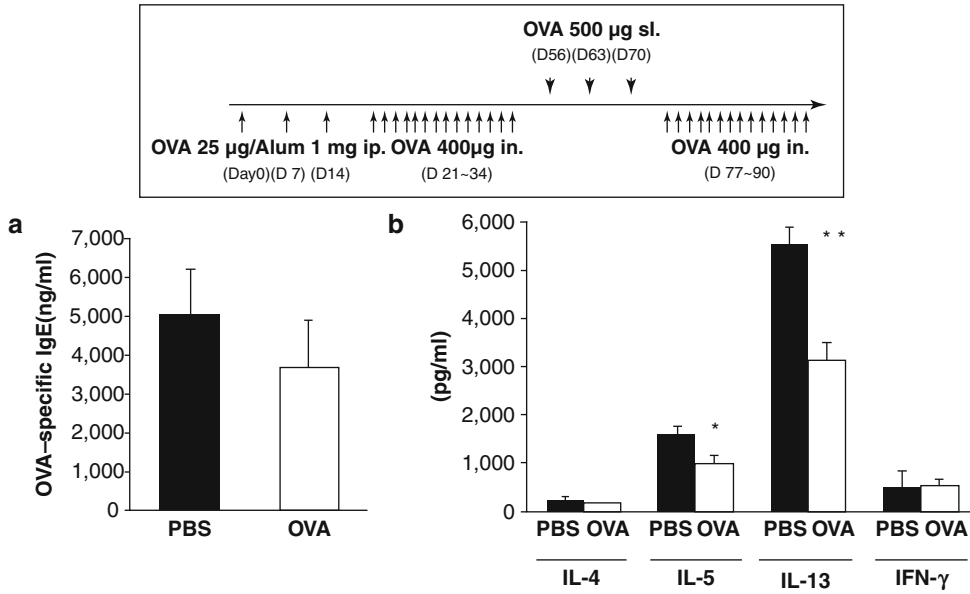 OVA 500 µg sl.
(D56)(D63)(D70)
OVA 25 µg/Alum 1 mg ip. OVA 400µg in. OVA 400 µg in.
(Day0)(D 7) (D14) (D 21~34) (D 77~90)
a
OVA–specific IgE(ng/ml)
7,000
6,000
5,000
4,000
3,000
2,000
1,000
0
PBS OVA
b
(pg/ml)
6,000
5,000
4,000
3,000
2,000
1,000
0
* *
*
PBS OVA PBS OVA PBS OVA PBS OVA
IL-4 IL-5 IL-13 IFN-γ